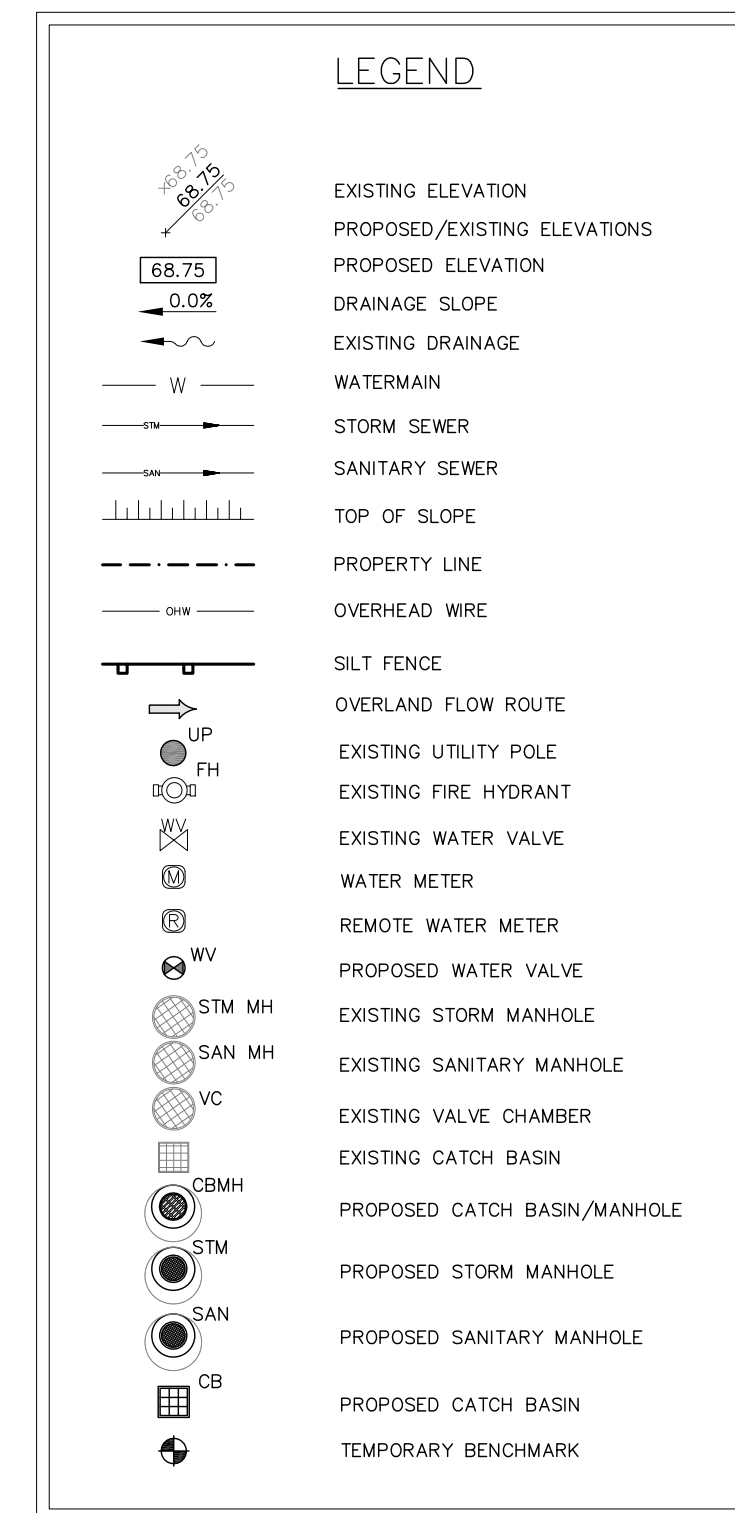 LEGEND
x68.75
68.75
68.75
EXISTING ELEVATION
PROPOSED/EXISTING ELEVATIONS
68.75 PROPOSED ELEVATION
0.0% DRAINAGE SLOPE
EXISTING DRAINAGE
W WATERMAIN
STM STORM SEWER
SAN SANITARY SEWER
TOP OF SLOPE
PROPERTY LINE
OHW OVERHEAD WIRE
SILT FENCE
OVERLAND FLOW ROUTE
UP EXISTING UTILITY POLE
FH EXISTING FIRE HYDRANT
WV EXISTING WATER VALVE
M WATER METER
R REMOTE WATER METER
WV PROPOSED WATER VALVE
STM MH EXISTING STORM MANHOLE
SAN MH EXISTING SANITARY MANHOLE
VC EXISTING VALVE CHAMBER
EXISTING CATCH BASIN
CBMH PROPOSED CATCH BASIN/MANHOLE
STM PROPOSED STORM MANHOLE
SAN PROPOSED SANITARY MANHOLE
CB PROPOSED CATCH BASIN
TEMPORARY BENCHMARK